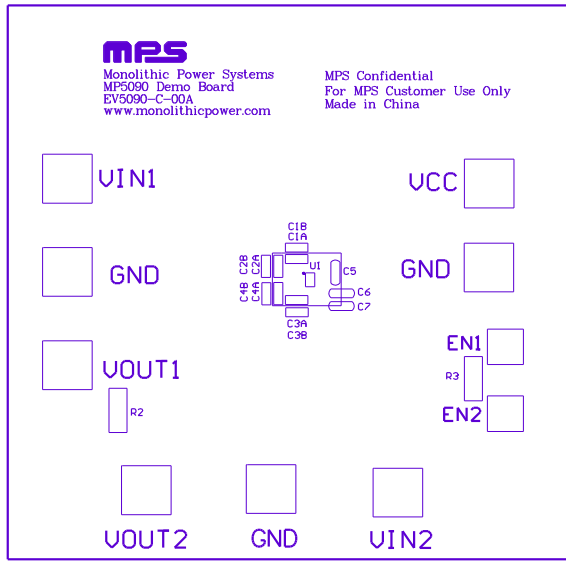 mps
Monolithic Power Systems
MP5090 Demo Board
EV5090-C-00A
www.monolithicpower.com
MPS Confidential
For MPS Customer Use Only
Made in China
VIN1
VCC
GND
GND
C1B
C1A
C2B
C2A
U1
C5
C4B
C4A
C6
C7
C3A
C3B
VOUT1
EN1
R3
R2
EN2
VOUT2
GND
VIN2